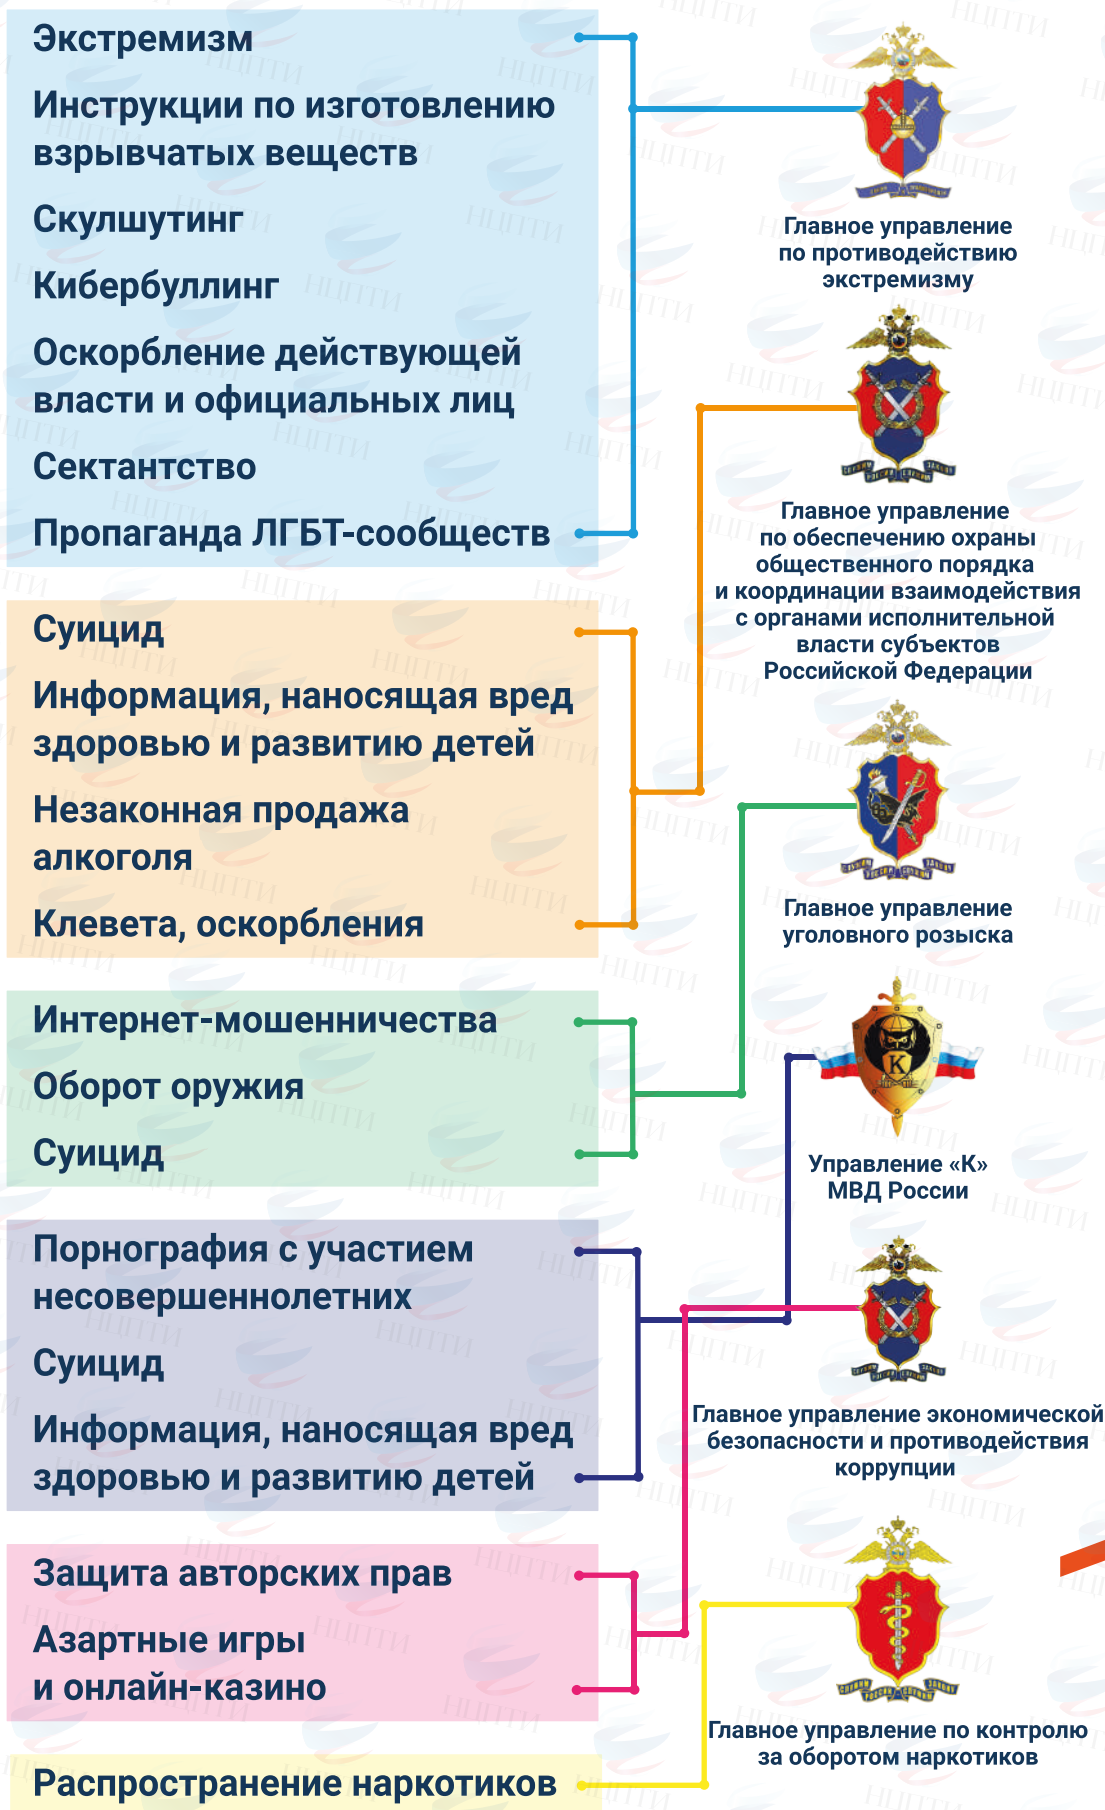 Экстремизм
Инструкции по изготовлению
взрывчатых веществ
Скулшутинг
Кибербуллинг
Оскорбление действующей
власти и официальных лиц
Сектантство
Пропаганда ЛГБТ-сообществ
Суицид
Информация, наносящая вред
здоровью и развитию детей
Незаконная продажа
алкоголя
Клевета, оскорбления
Интернет-мошенничества
Оборот оружия
Суицид
Порнография с участием
несовершеннолетних
Суицид
Информация, наносящая вред
здоровью и развитию детей
Защита авторских прав
Азартные игры
и онлайн-казино
Распространение наркотиков
Главное управление
по противодействию
экстремизму
Главное управление
по обеспечению охраны
общественного порядка
и координации взаимодействия
с органами исполнительной
власти субъектов
Российской Федерации
Главное управление
уголовного розыска
К
Управление «К»
МВД России
Главное управление экономической
безопасности и противодействия
коррупции
Главное управление по контролю
за оборотом наркотиков
НЦПТИ